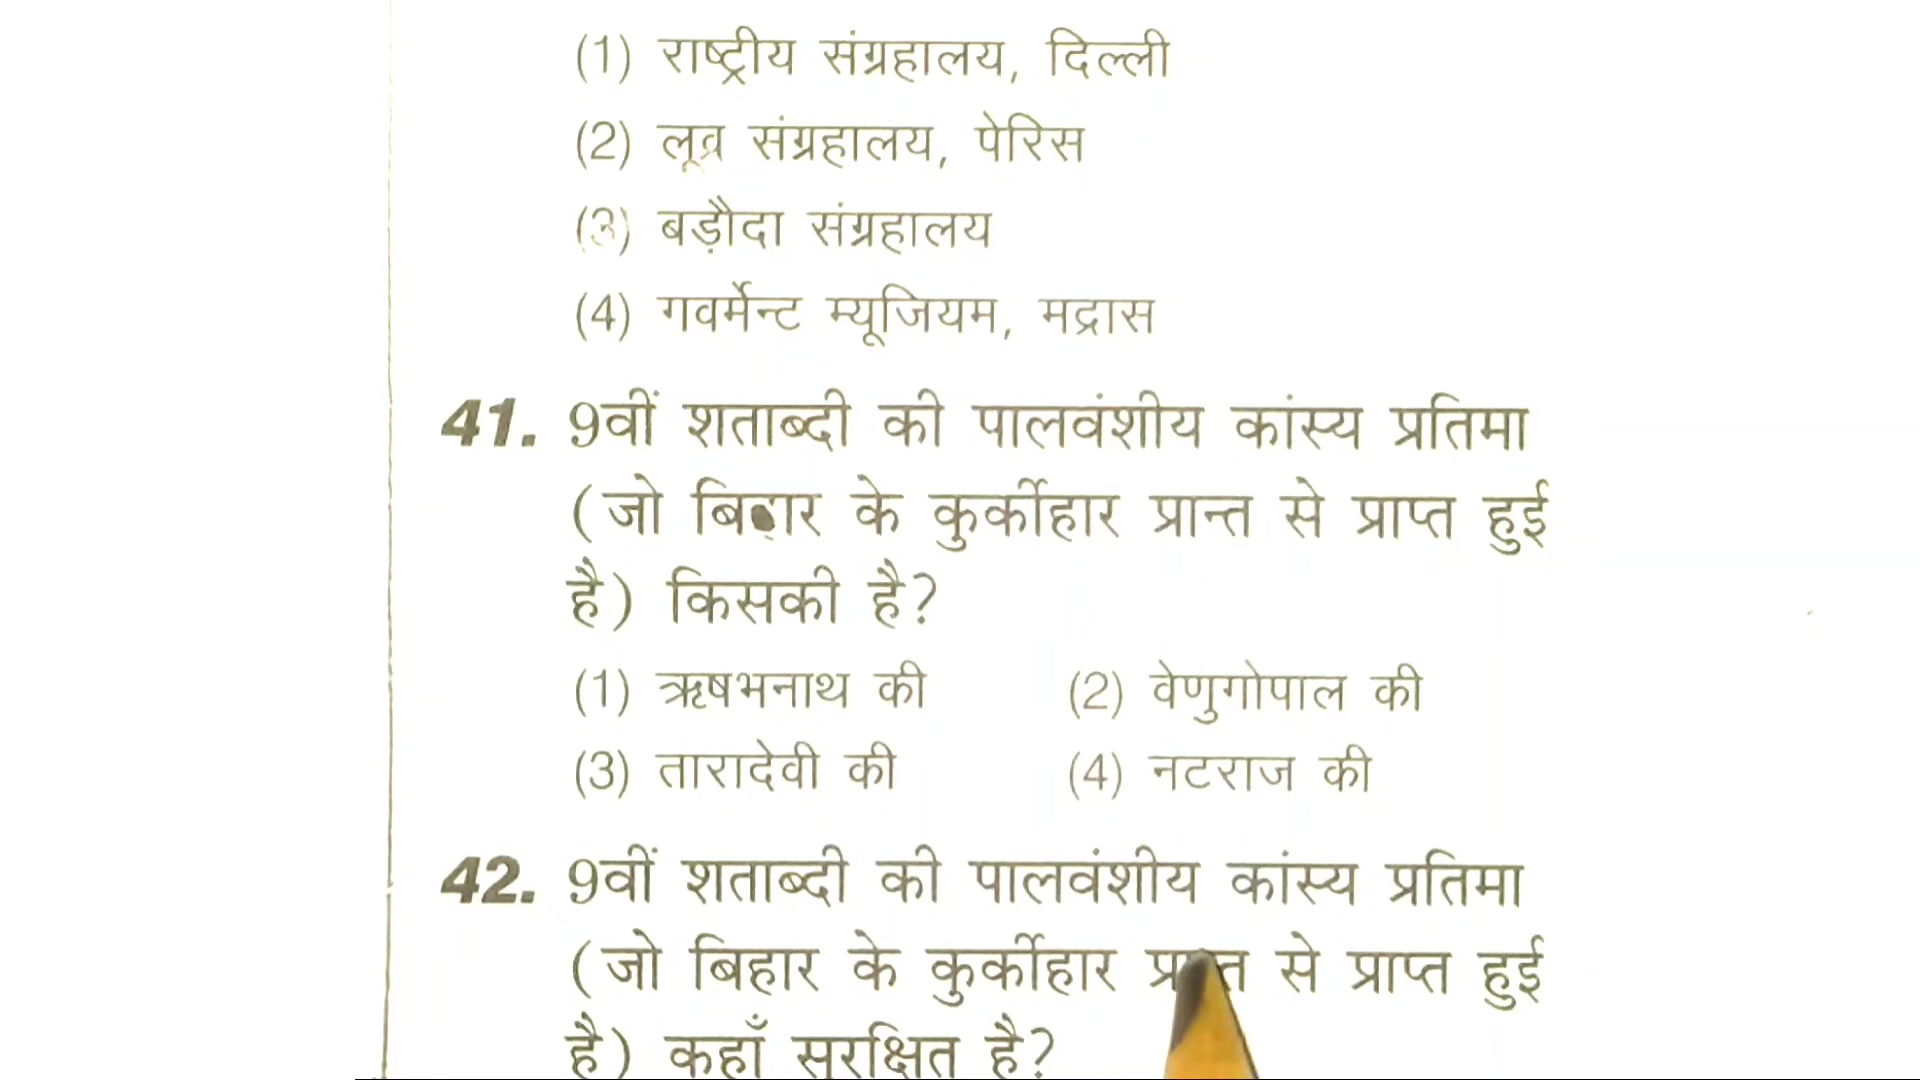 (1) राष्ट्रीय संग्रहालय, दिल्ली
(2) लूव्र संग्रहालय, पेरिस
(3) बड़ौदा संग्रहालय
(4) गवर्मेन्ट म्यूजियम, मद्रास
41. 9वीं शताब्दी की पालवंशीय कांस्य प्रतिमा
(जो बिहार के कुर्कीहार प्रान्त से प्राप्त हुई
है) किसकी है?
(1) ऋषभनाथ की (2) वेणुगोपाल की
(3) तारादेवी की (4) नटराज की
42. 9वीं शताब्दी की पालवंशीय कांस्य प्रतिमा
(जो बिहार के कुर्कीहार प्रान्त से प्राप्त हुई
है) कहाँ सुरक्षित है?